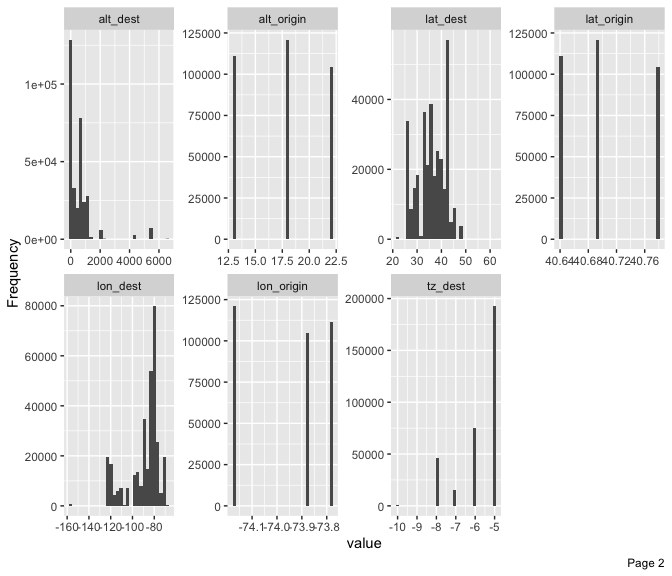 alt_dest alt_origin lat_dest lat_origin
1e+05
5e+04
0e+00
125000
100000
75000
50000
25000
0
40000
20000
0
125000
100000
75000
50000
25000
0
0 2000 4000 6000
12.5 15.0 17.5 20.0 22.5
20 30 40 50 60
40.64 40.68 40.72 40.76
lon_dest lon_origin tz_dest
80000
60000
40000
20000
0
125000
100000
75000
50000
25000
0
200000
150000
100000
50000
0
-160 -140 -120 -100 -80
-74.1 -74.0 -73.9 -73.8
-10 -9 -8 -7 -6 -5
Frequency
value
Page 2